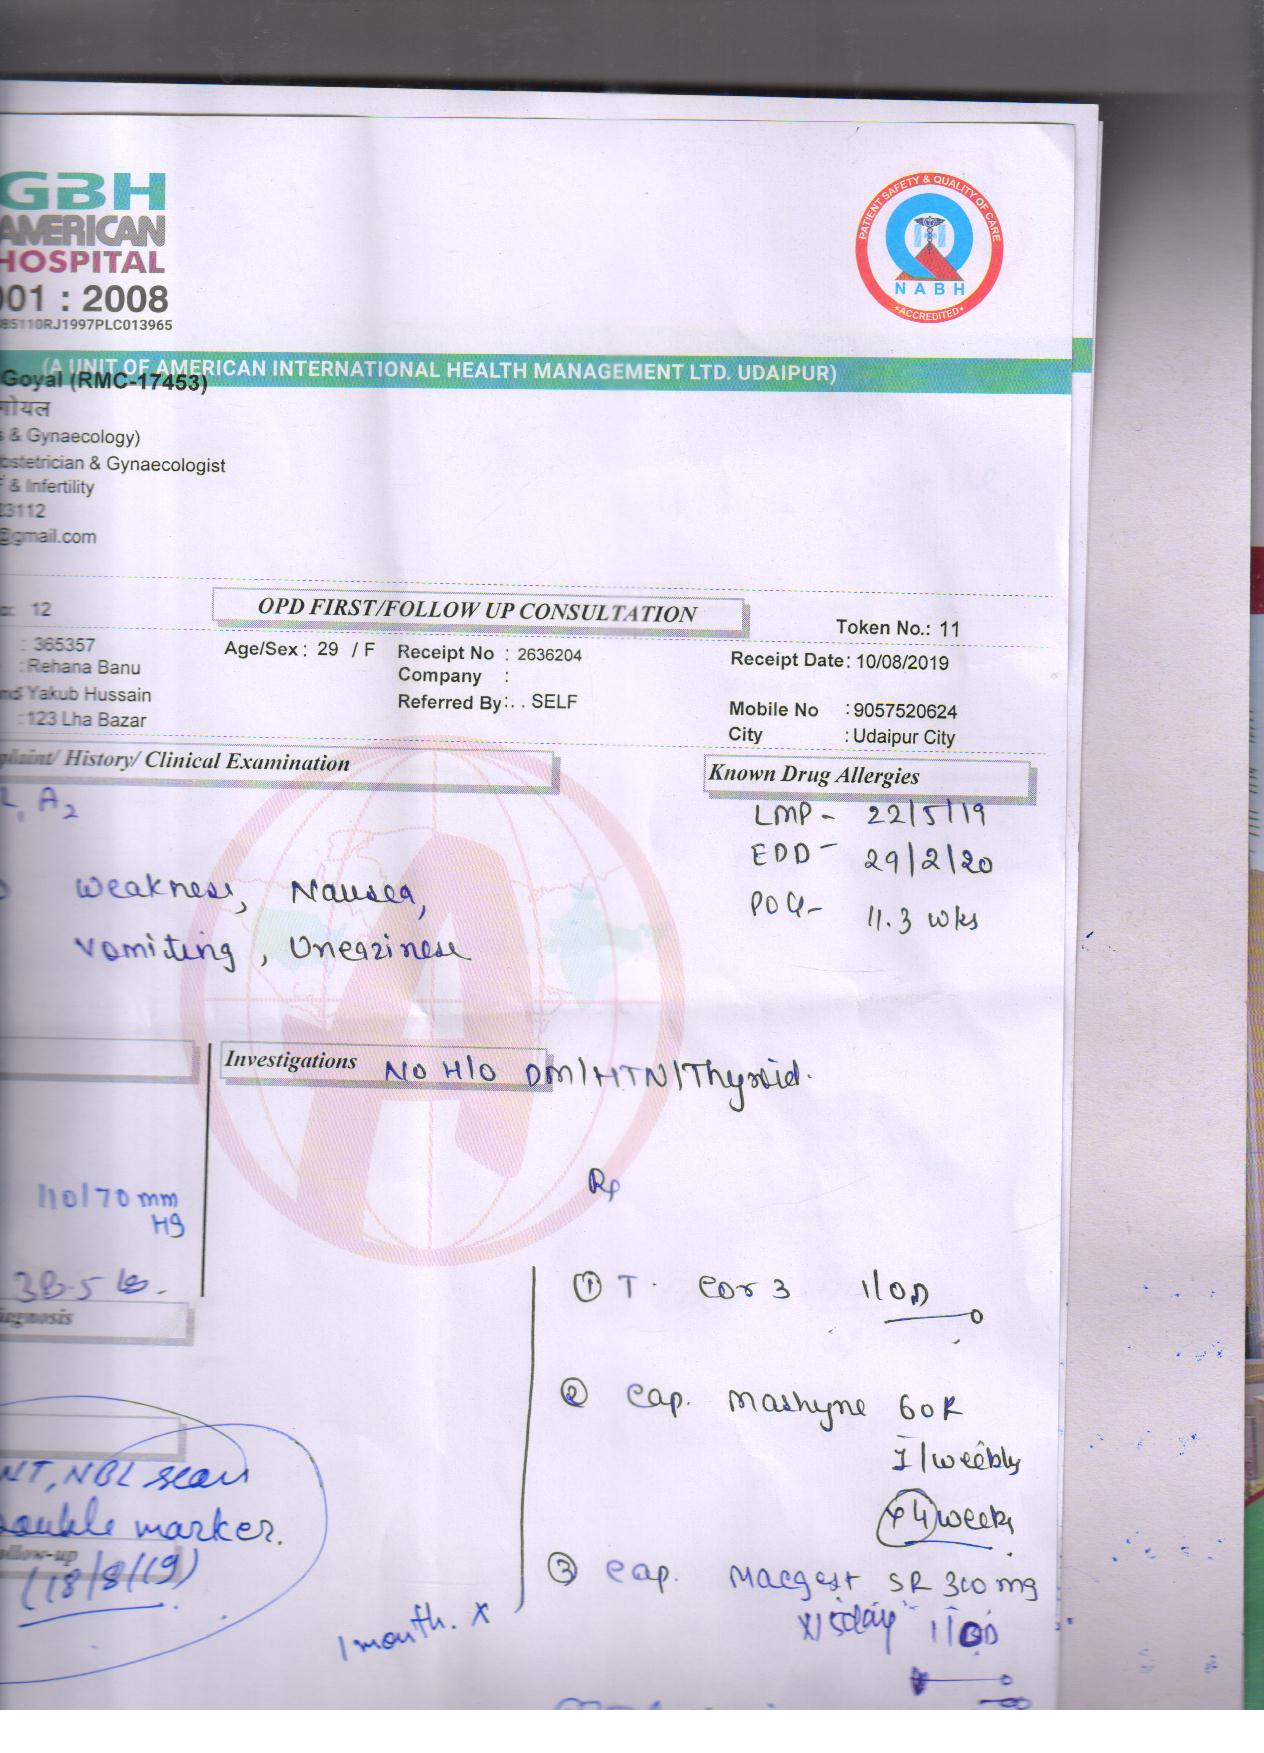 GBH
AMERICAN
HOSPITAL
001 : 2008
85110RJ1997PLC013965
PATIENT SAFETY & QUALITY OF CARE
NABH
ACCREDITED
(A UNIT OF AMERICAN INTERNATIONAL HEALTH MANAGEMENT LTD. UDAIPUR)
Goyal (RMC-17453)
गोयल
& Gynaecology)
bstetrician & Gynaecologist
& Infertility
23112
@gmail.com
12 OPD FIRST/FOLLOW UP CONSULTATION Token No.: 11
: 365357 Age/Sex : 29 / F Receipt No : 2636204 Receipt Date: 10/08/2019
: Rehana Banu Company :
Yakub Hussain Referred By: . . SELF Mobile No : 9057520624
: 123 Lha Bazar City : Udaipur City
plaint/ History/ Clinical Examination Known Drug Allergies
A2 LMP - 22/5/19
EDD - 29/2/20
weakness, Nausea, POG - 11.3 wks
vomiting, Uneaziness
Investigations NO H/O DM/HTN/Thyroid.
Rp
110/70 mm
Hg
38.5
① T. Cor 3 1/OD
iagnosis
② Cap. Mashyne 60K
1/weekly
x 4 weeks
NT, NBL scan
Double marker.
ollow-up
(18/8/19)
③ Cap. Macgest SR 300 mg
x15day 1/OD
1 month. x